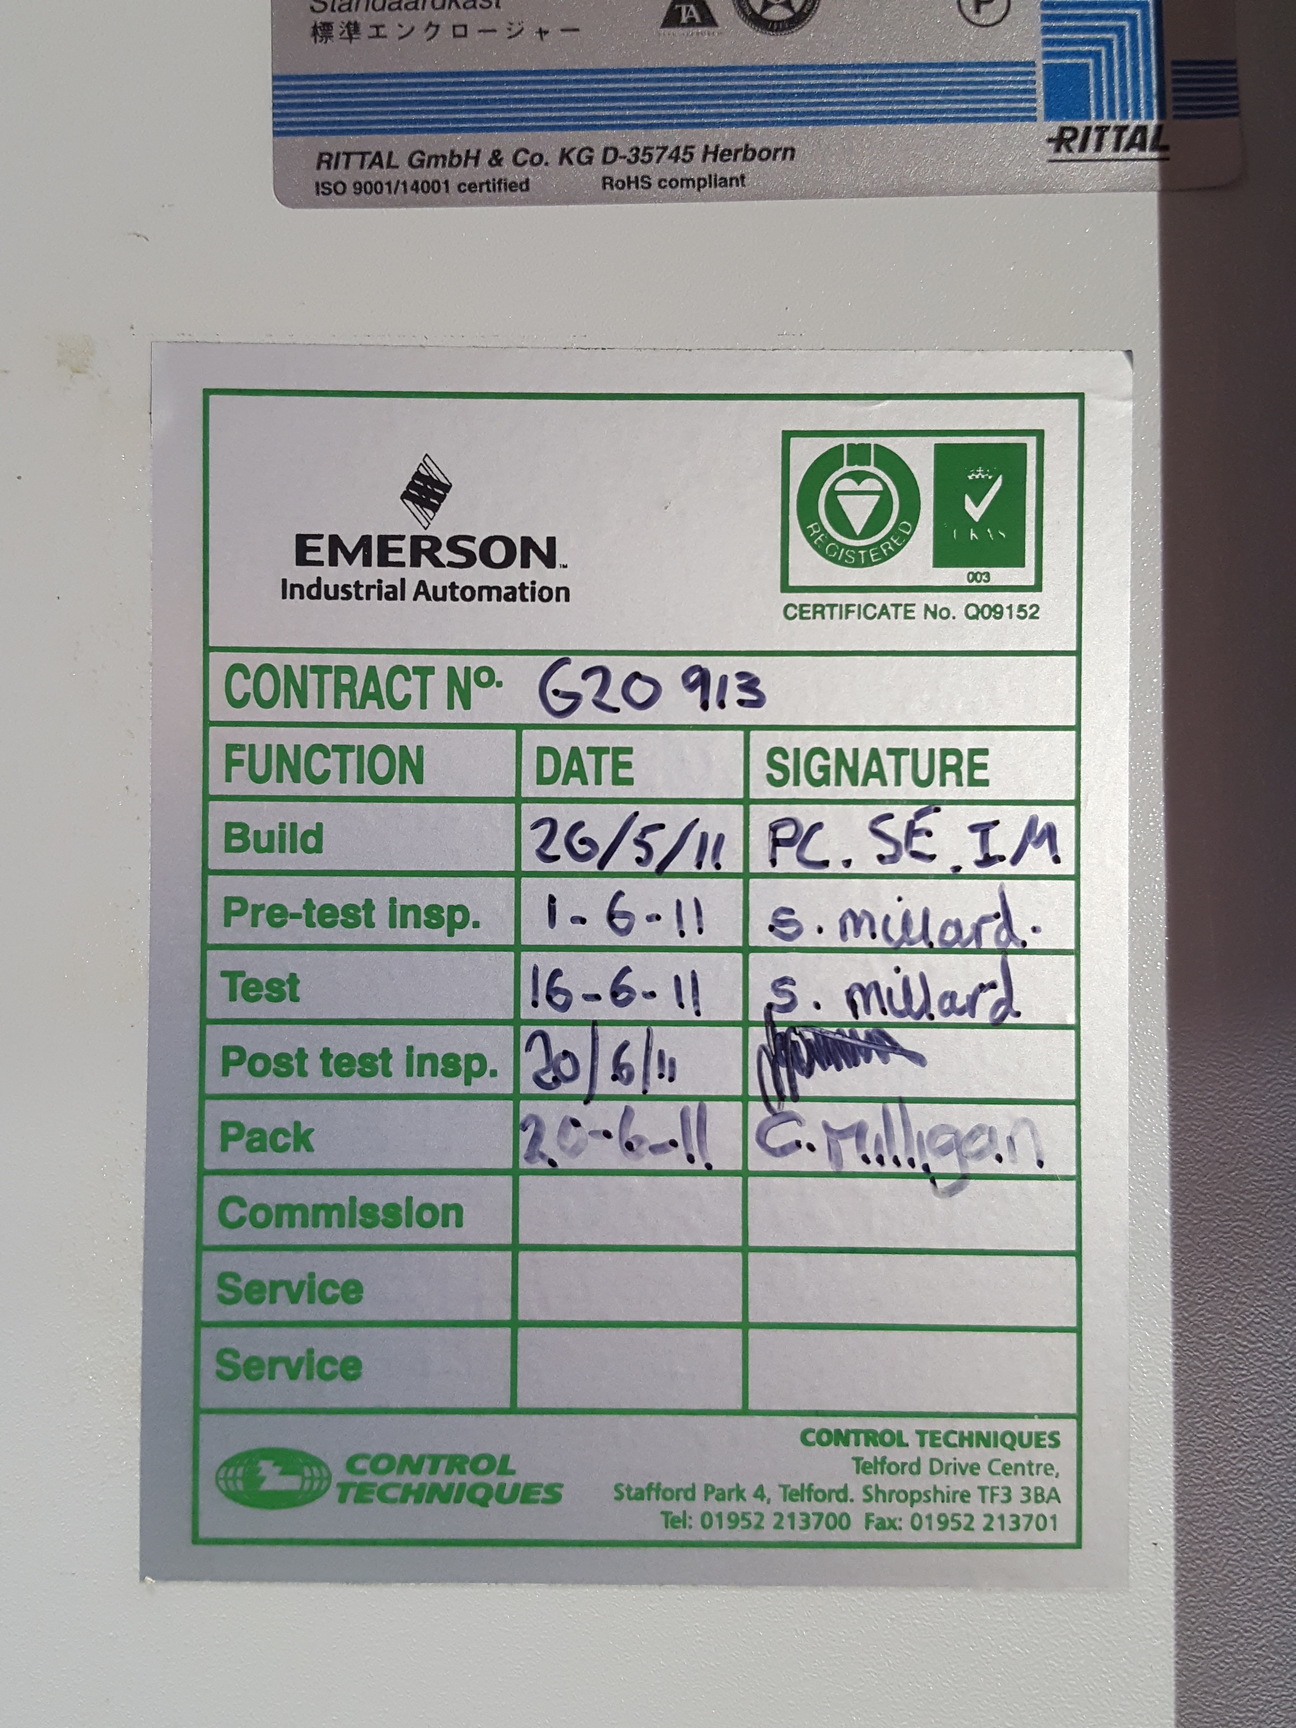 Standaardkast
標準エンクロージャー
RITTAL
RITTAL GmbH & Co. KG D-35745 Herborn
ISO 9001/14001 certified RoHS compliant
EMERSON™
Industrial Automation
REGISTERED
UKAS
003
CERTIFICATE No. Q09152
CONTRACT Nº. G20 913
FUNCTION DATE SIGNATURE
Build 26/5/11 PC. SE. I.M
Pre-test insp. 1-6-11 s. millard.
Test 16-6-11 s. millard
Post test insp. 20/6/11
Pack 20-6-11 C. Milligan
Commission
Service
Service
CONTROL TECHNIQUES
CONTROL TECHNIQUES
Telford Drive Centre,
Stafford Park 4, Telford. Shropshire TF3 3BA
Tel: 01952 213700 Fax: 01952 213701